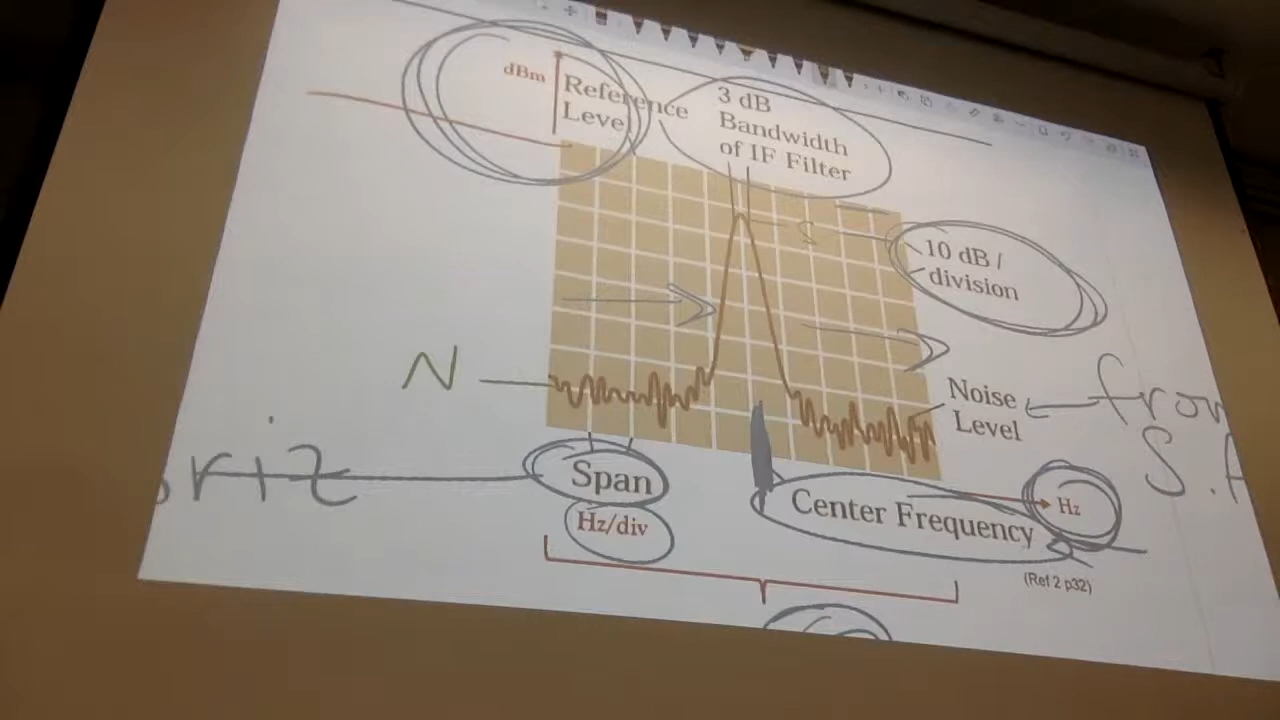 dBm
Reference
Level
3 dB
Bandwidth
of IF Filter
S
10 dB /
division
N
Noise
Level
from
S.A
oriz
Span
Hz/div
Center Frequency
Hz
(Ref 2 p32)